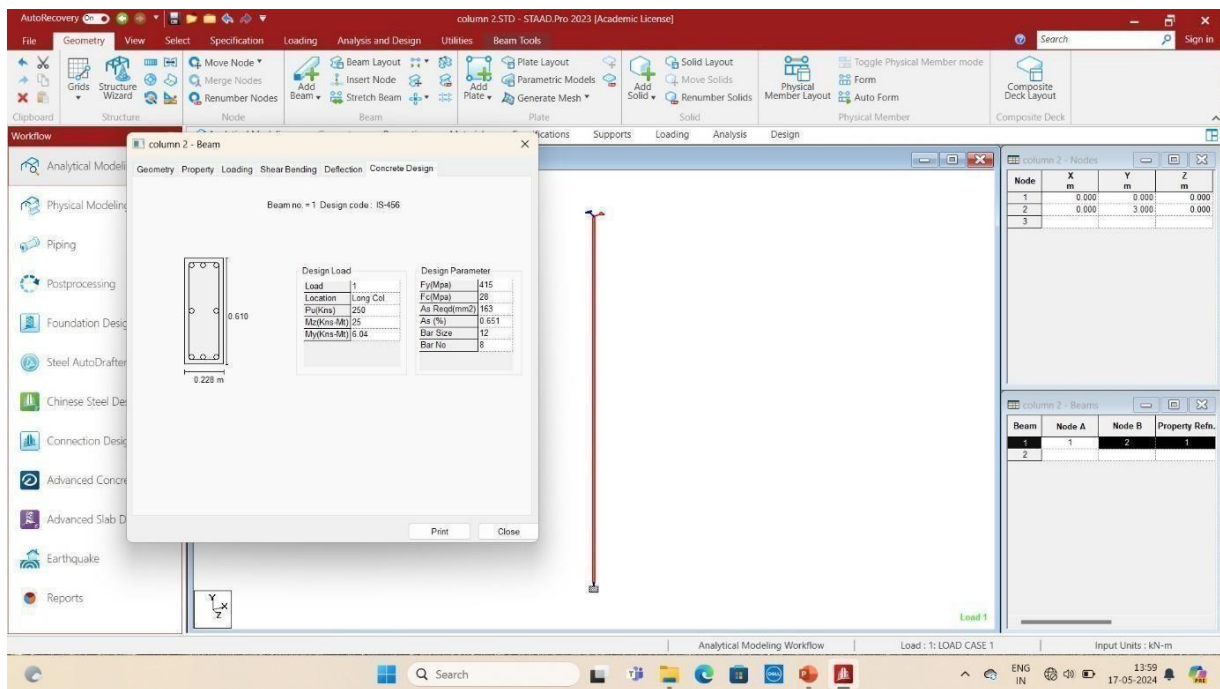 AutoRecovery ON column 2.STD - STAAD.Pro 2023 [Academic License]
File Geometry View Select Specification Loading Analysis and Design Utilities Beam Tools Search Sign in
Grids
Structure Wizard
Move Node
Merge Nodes
Renumber Nodes
Add Beam
Beam Layout
Insert Node
Stretch Beam
Add Plate
Plate Layout
Parametric Models
Generate Mesh
Add Solid
Solid Layout
Move Solids
Renumber Solids
Physical Member Layout
Toggle Physical Member mode
Form
Auto Form
Composite Deck Layout
Clipboard Structure Node Beam Plate Solid Physical Member Composite Deck
Workflow
Supports Loading Analysis Design
Analytical Modeli
Physical Modeling
Piping
Postprocessing
Foundation Desig
Steel AutoDrafter
Chinese Steel De
Connection Desig
Advanced Concre
Advanced Slab D
Earthquake
Reports
column 2 - Beam
Geometry Property Loading Shear Bending Deflection Concrete Design
Beam no. = 1 Design code : IS-456
0.610
0.228 m
Design Load
Load 1
Location Long Col
Pu(Kns) 250
Mz(Kns-Mt) 25
My(Kns-Mt) 6.04
Design Parameter
Fy(Mpa) 415
Fc(Mpa) 28
As Reqd(mm2) 163
As (%) 0.651
Bar Size 12
Bar No 8
Print Close
Y
X
Z
Load 1
column 2 - Nodes
Node X m Y m Z m
1 0.000 0.000 0.000
2 0.000 3.000 0.000
3
column 2 - Beams
Beam Node A Node B Property Refn.
1 1 2 1
2
Analytical Modeling Workflow Load : 1: LOAD CASE 1 Input Units : kN-m
Search
ENG IN
13:59
17-05-2024